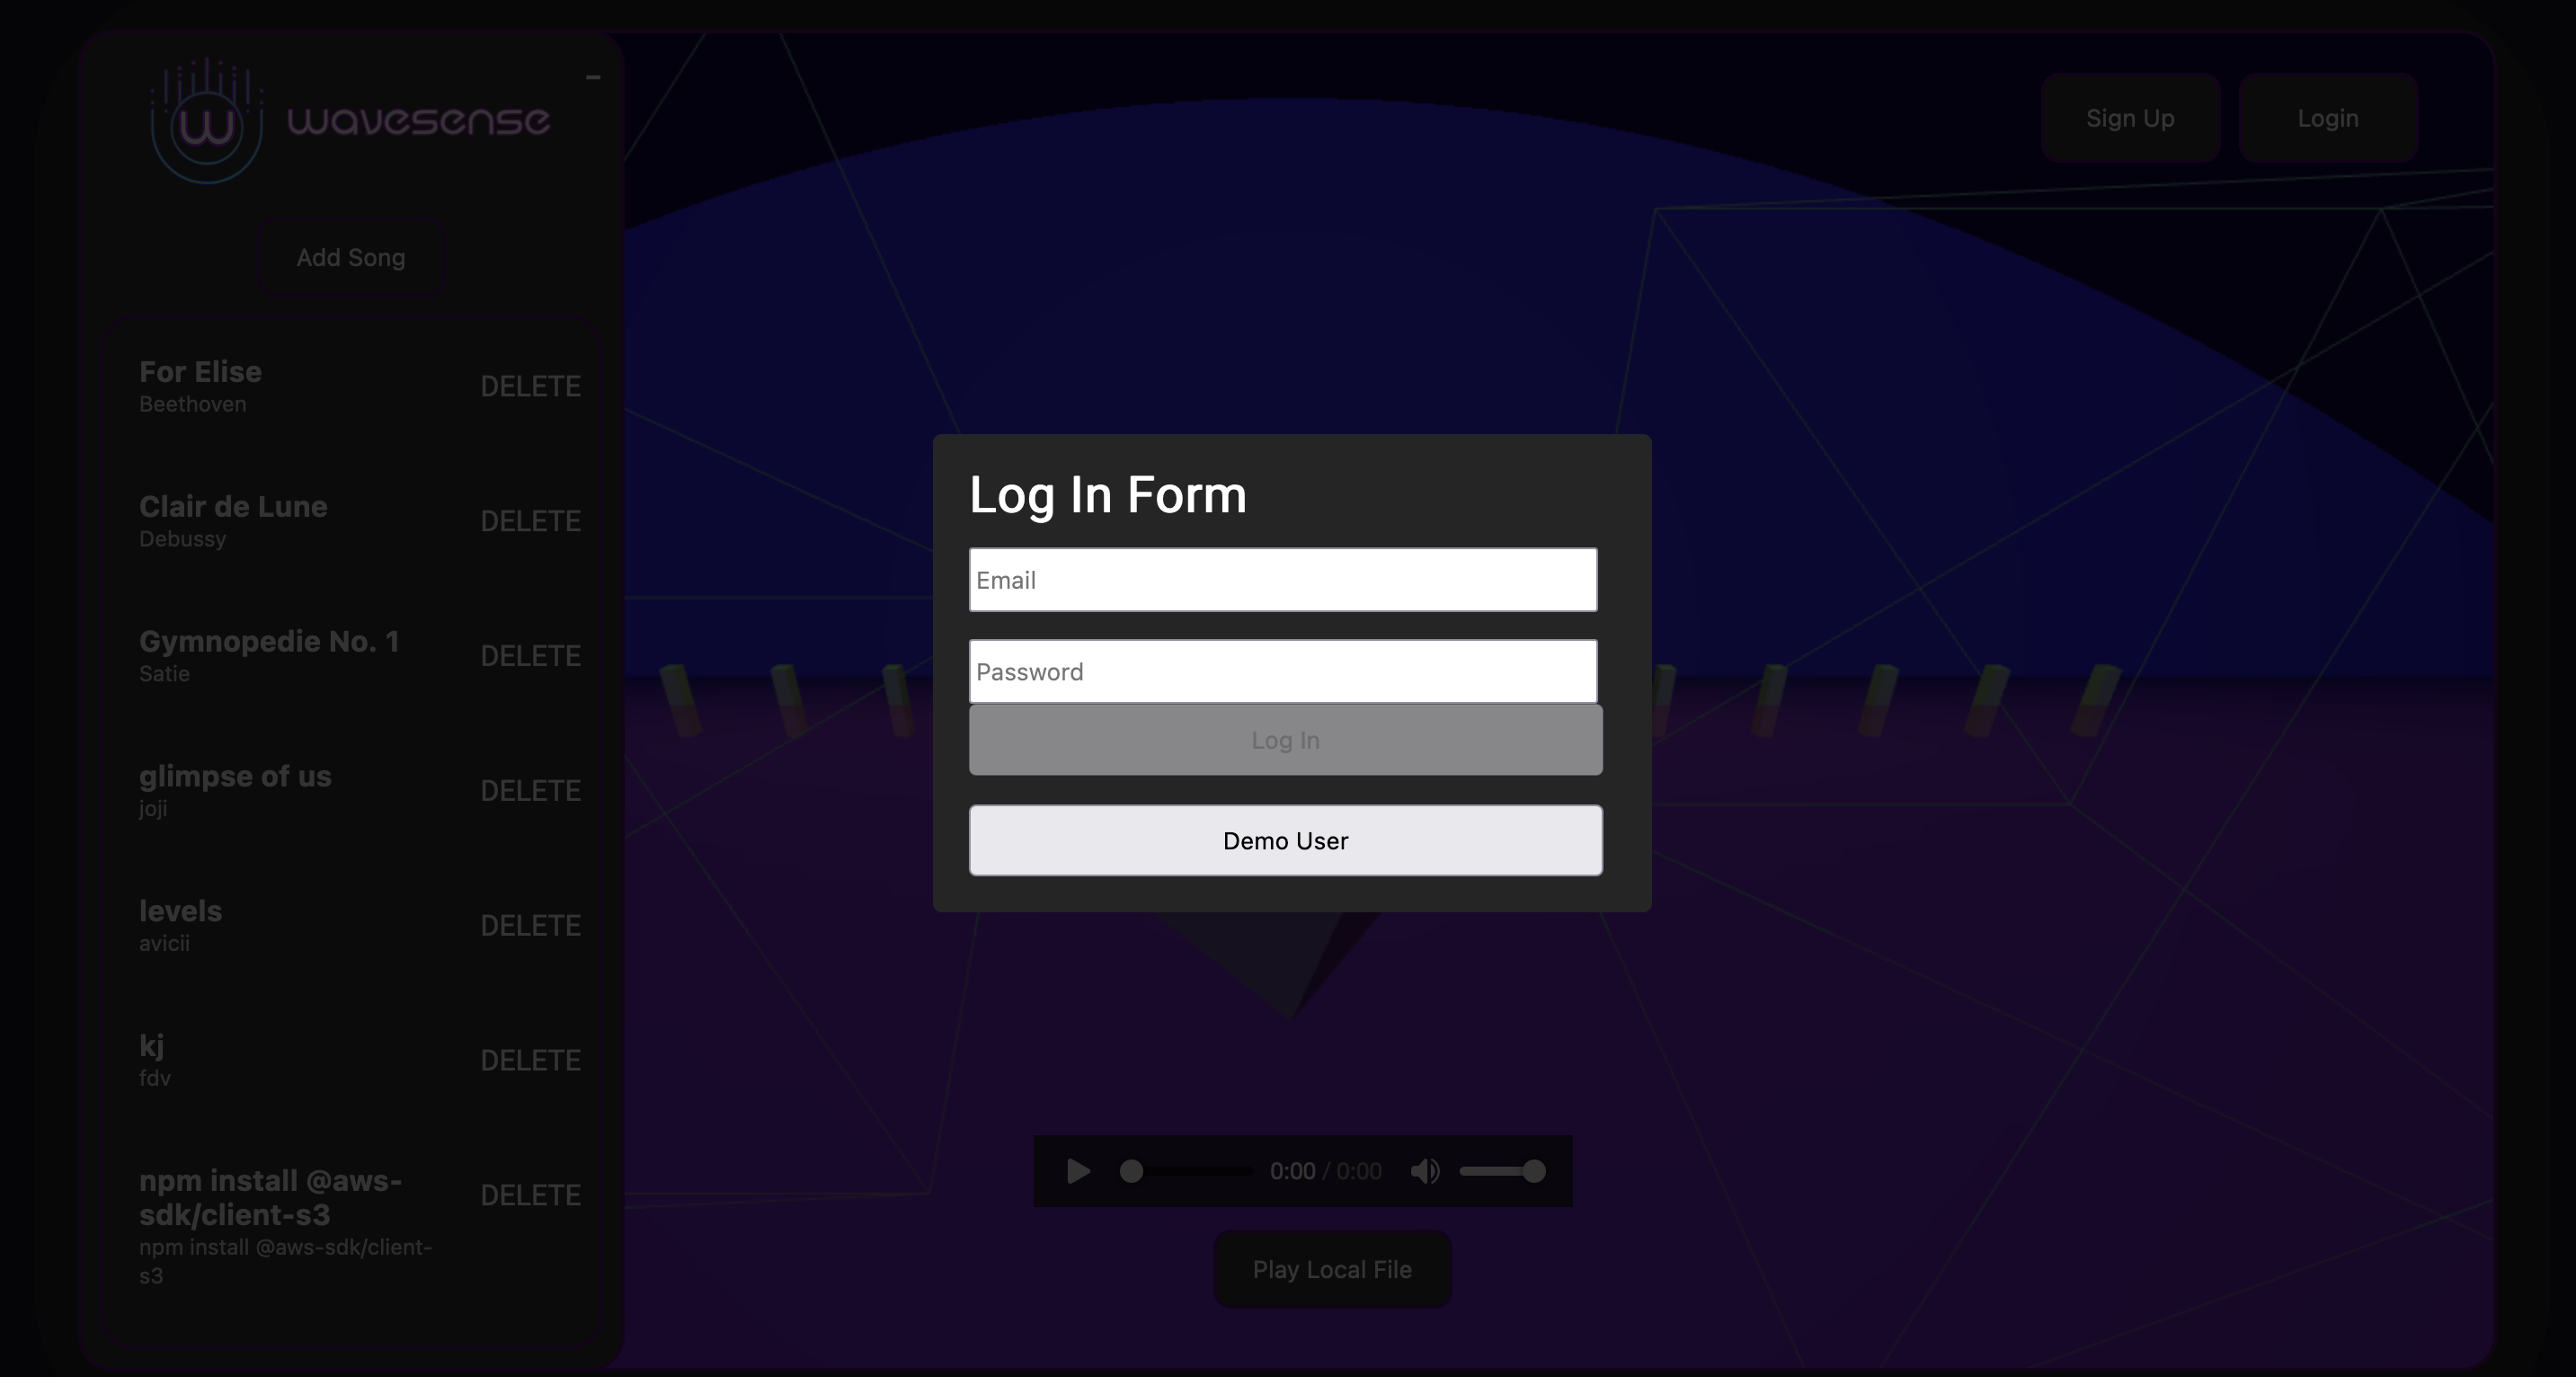 w wavesense
-
Sign Up
Login
Add Song
For Elise
Beethoven
DELETE
Clair de Lune
Debussy
DELETE
Gymnopedie No. 1
Satie
DELETE
glimpse of us
joji
DELETE
levels
avicii
DELETE
kj
fdv
DELETE
npm install @aws-
sdk/client-s3
npm install @aws-sdk/client-
s3
DELETE
Log In Form
Email
Password
Log In
Demo User
0:00 / 0:00
Play Local File